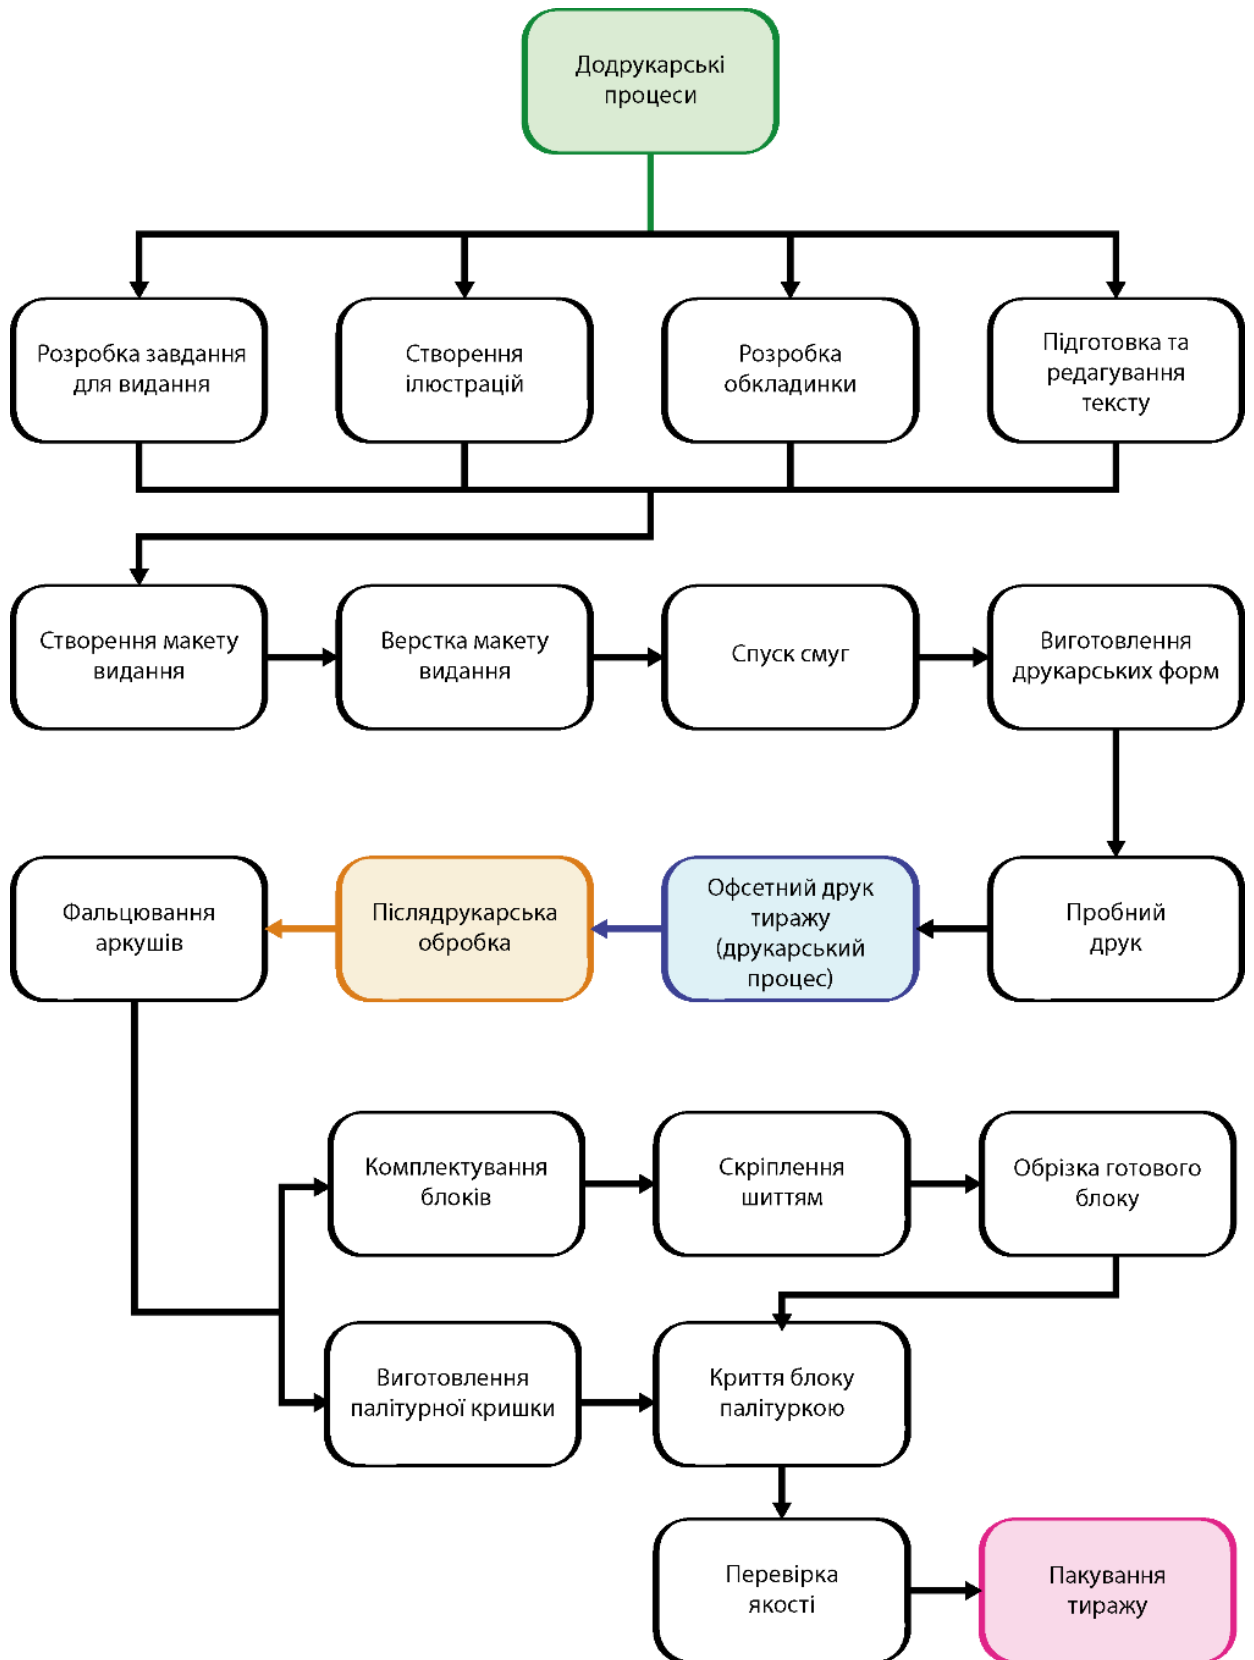 Додрукарські
процеси
Розробка завдання
для видання
Створення
ілюстрацій
Розробка
обкладинки
Підготовка та
редагування
тексту
Створення макету
видання
Верстка макету
видання
Спуск смуг
Виготовлення
друкарських форм
Фальцювання
аркушів
Післядрукарська
обробка
Офсетний друк
тиражу
(друкарський
процес)
Пробний
друк
Комплектування
блоків
Скріплення
шиттям
Обрізка готового
блоку
Виготовлення
палітурної кришки
Криття блоку
палітуркою
Перевірка
якості
Пакування
тиражу